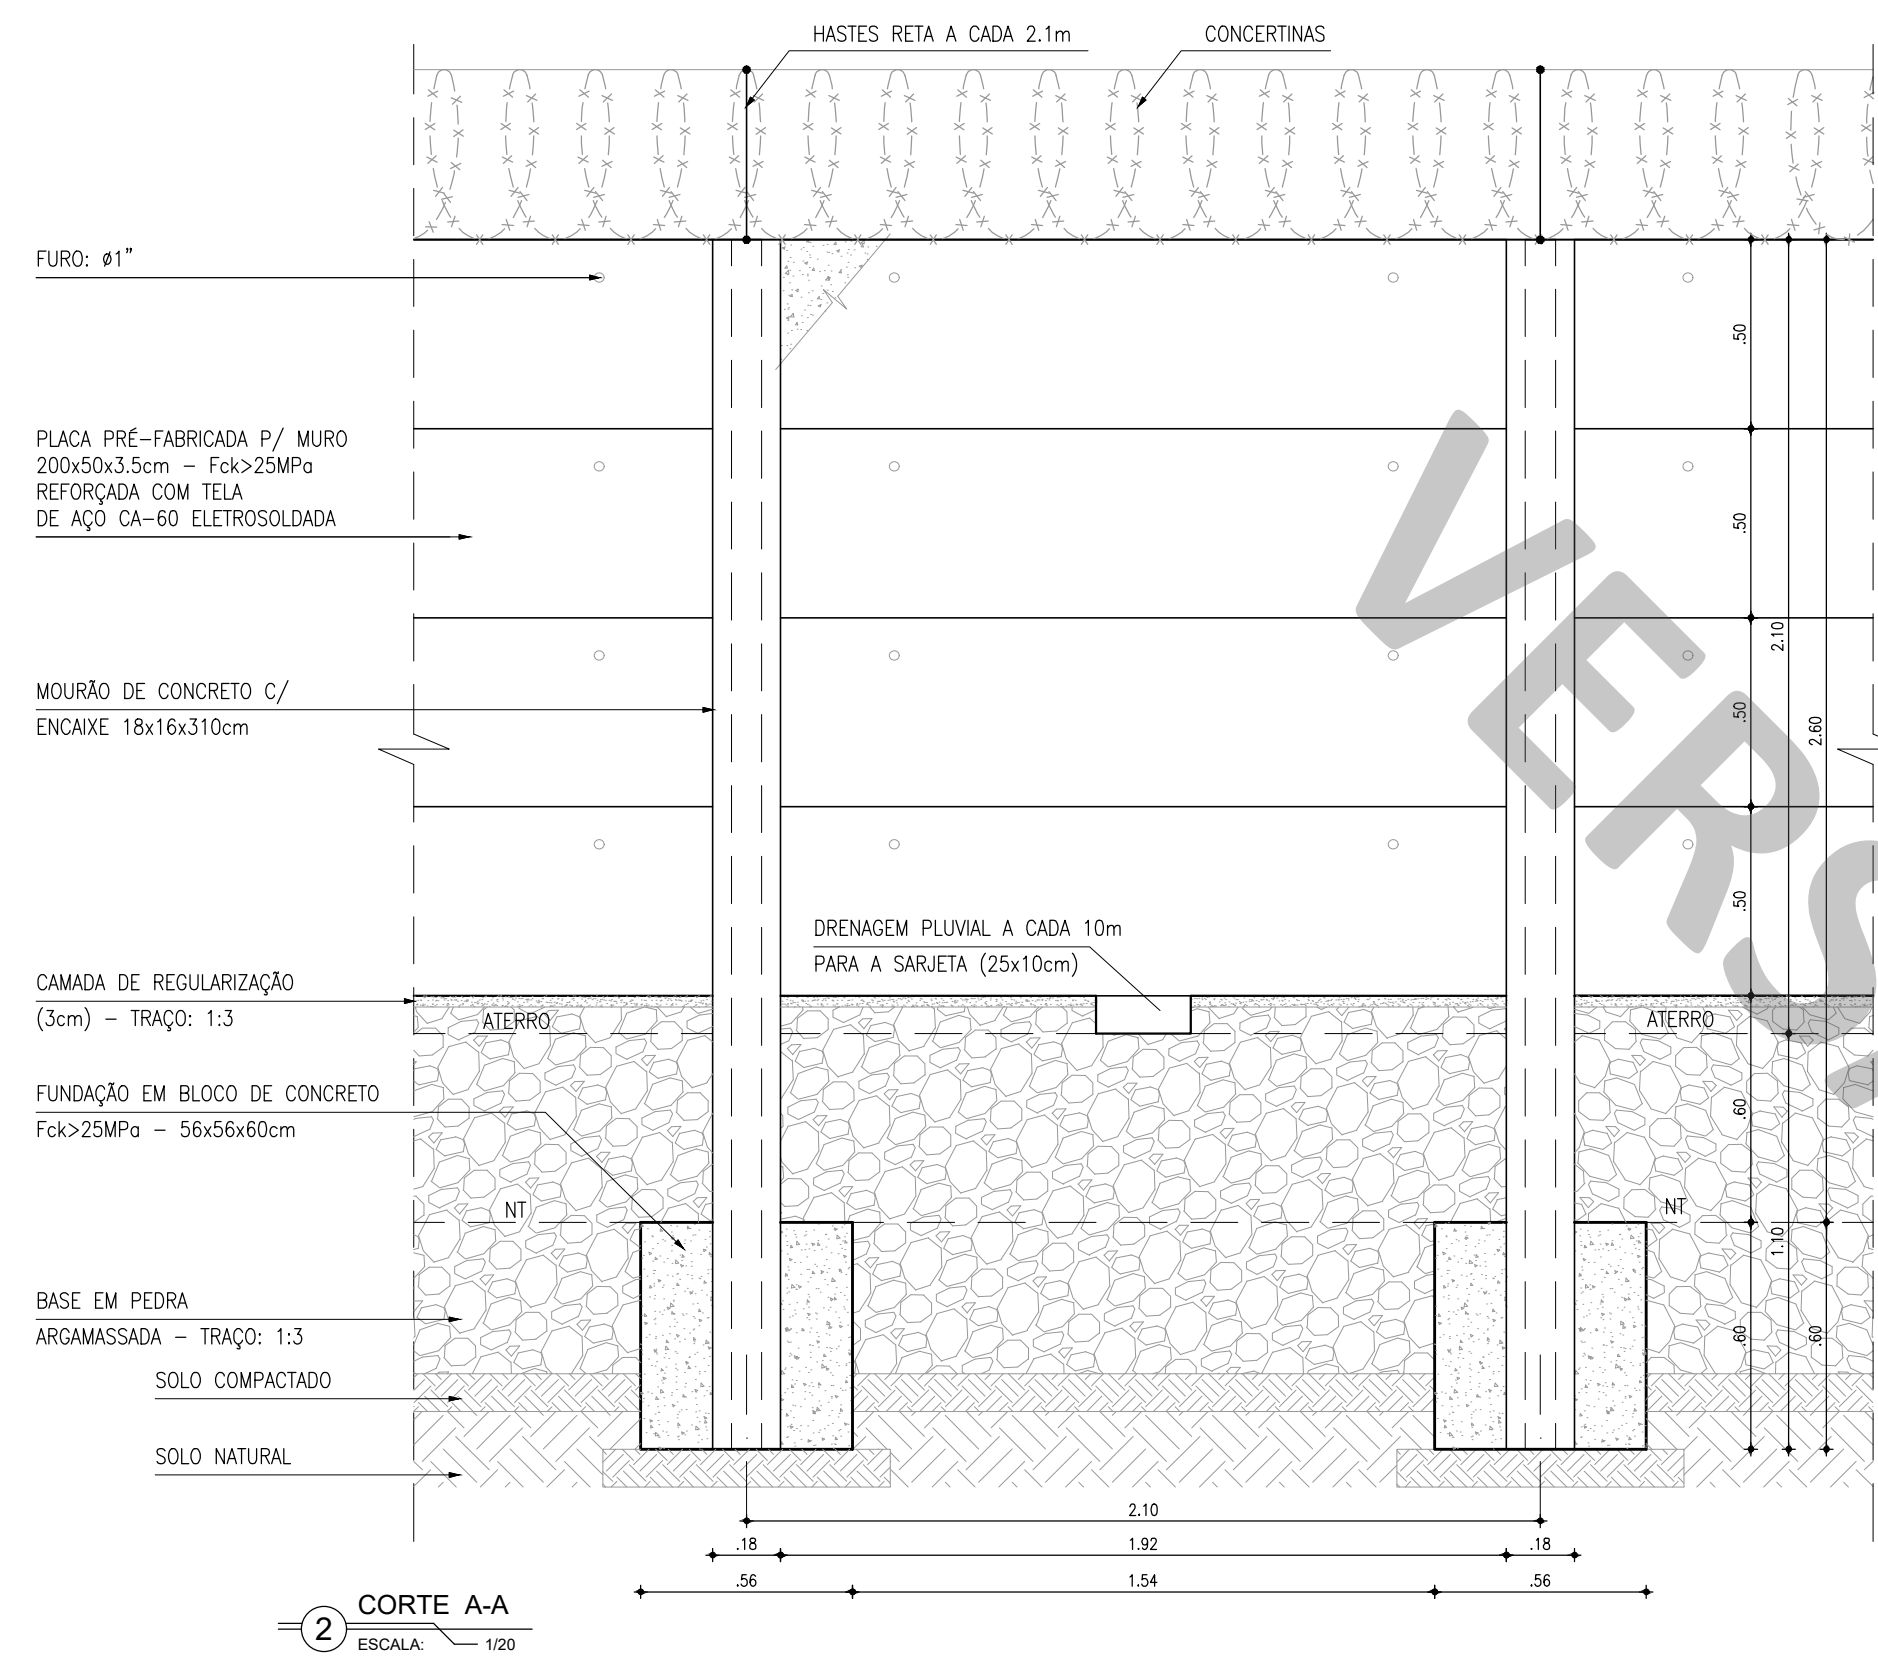 HASTES RETA A CADA 2.1m
CONCERTINAS
FURO: ø1”
PLACA PRÉ–FABRICADA P/ MURO
200x50x3.5cm – Fck>25MPa
REFORÇADA COM TELA
DE AÇO CA–60 ELETROSOLDADA
MOURÃO DE CONCRETO C/
ENCAIXE 18x16x310cm
.50
.50
.50
.50
2.10
2.60
DRENAGEM PLUVIAL A CADA 10m
PARA A SARJETA (25x10cm)
CAMADA DE REGULARIZAÇÃO
(3cm) – TRAÇO: 1:3
ATERRO
ATERRO
FUNDAÇÃO EM BLOCO DE CONCRETO
Fck>25MPa – 56x56x60cm
.60
NT
NT
1.10
BASE EM PEDRA
ARGAMASSADA – TRAÇO: 1:3
.60
.60
SOLO COMPACTADO
SOLO NATURAL
2.10
.18
1.92
.18
.56
1.54
.56
2
CORTE A-A
ESCALA:
1/20
VERS